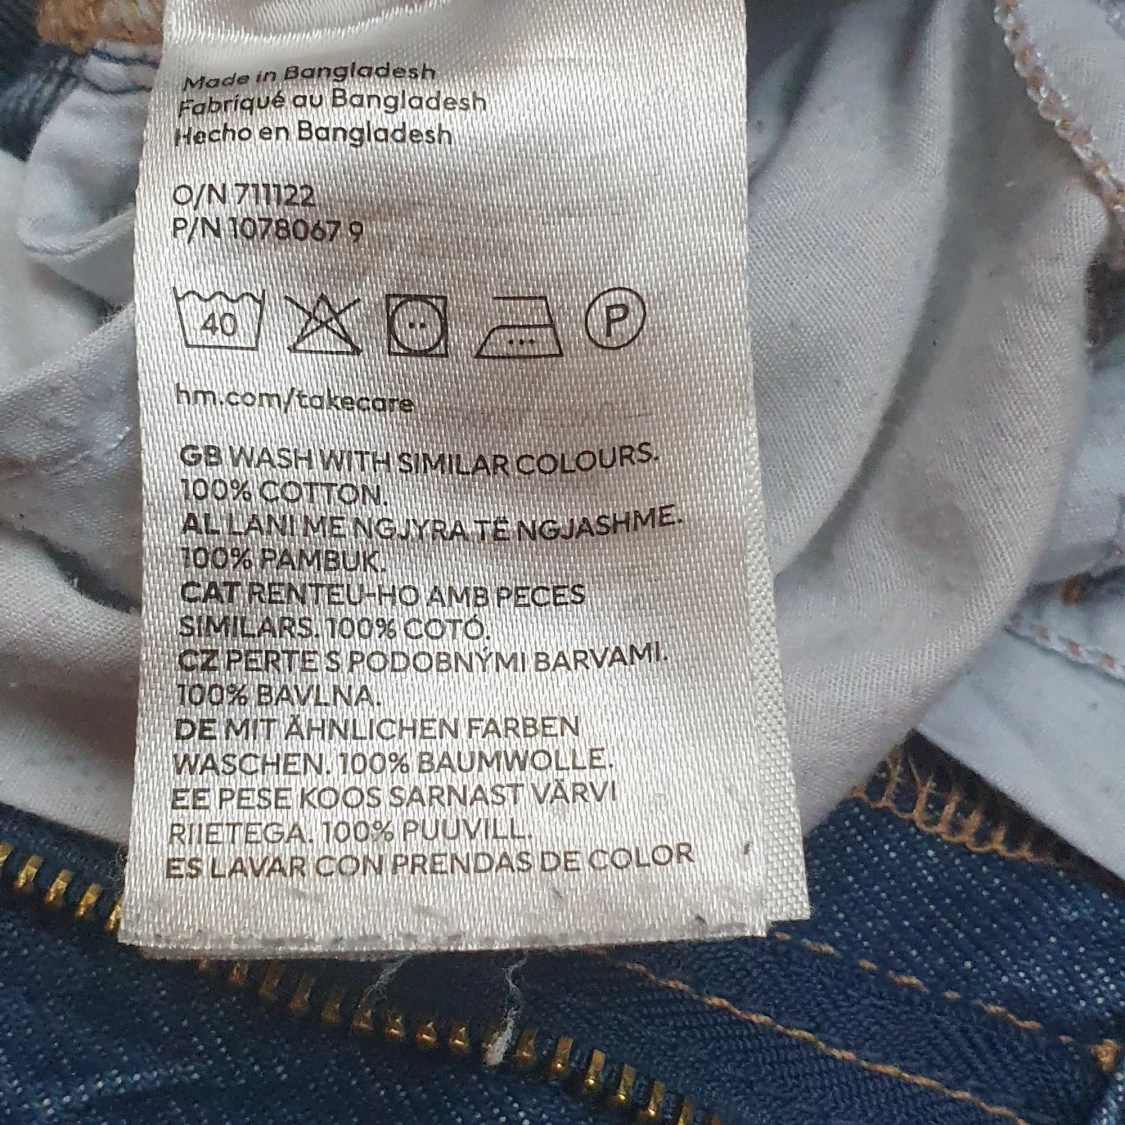 Made in Bangladesh
Fabriqué au Bangladesh
Hecho en Bangladesh
O/N 711122
P/N 1078067 9
40 P
hm.com/takecare
GB WASH WITH SIMILAR COLOURS.
100% COTTON.
AL LANI ME NGJYRA TË NGJASHME.
100% PAMBUK.
CAT RENTEU-HO AMB PECES
SIMILARS. 100% COTÓ.
CZ PERTE S PODOBNÝMI BARVAMI.
100% BAVLNA.
DE MIT ÄHNLICHEN FARBEN
WASCHEN. 100% BAUMWOLLE.
EE PESE KOOS SARNAST VÄRVI
RIIETEGA. 100% PUUVILL.
ES LAVAR CON PRENDAS DE COLOR